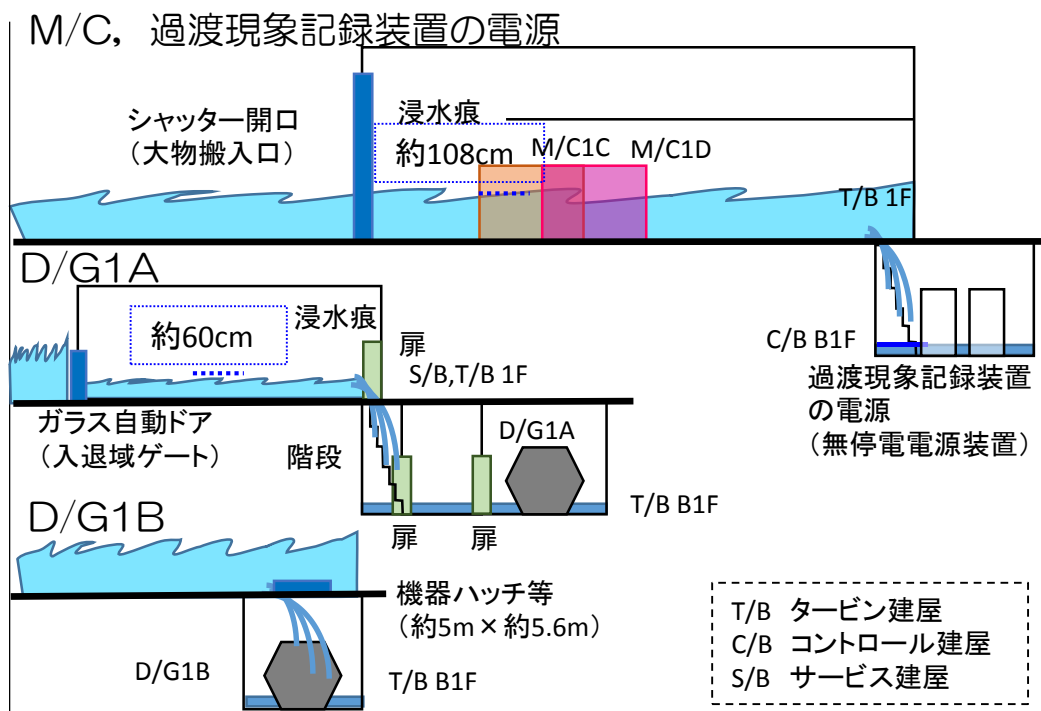 M/C, 過渡現象記録装置の電源
シャッター開口
（大物搬入口）
浸水痕
約108cm
M/C1C
M/C1D
T/B 1F
C/B B1F
過渡現象記録装置
の電源
（無停電電源装置）
D/G1A
約60cm
浸水痕
扉
S/B,T/B 1F
ガラス自動ドア
（入退域ゲート）
階段
D/G1A
T/B B1F
扉
扉
D/G1B
機器ハッチ等
（約5m×約5.6m）
D/G1B
T/B B1F
T/B タービン建屋
C/B コントロール建屋
S/B サービス建屋